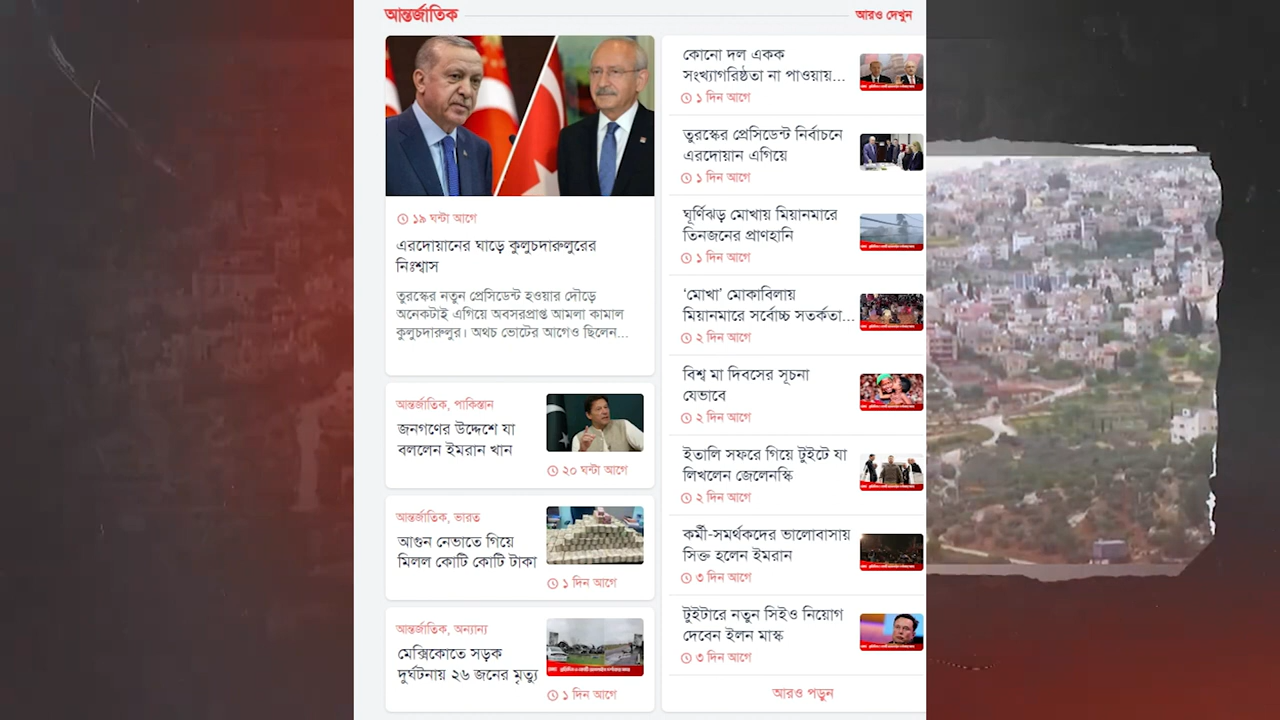 আন্তর্জাতিক
আরও দেখুন
১৯ ঘন্টা আগে
এরদোয়ানের ঘাড়ে কুলুচদারুলুরের
নিঃশ্বাস
তুরস্কের নতুন প্রেসিডেন্ট হওয়ার দৌড়ে
অনেকটাই এগিয়ে অবসরপ্রাপ্ত আমলা কামাল
কুলুচদারুলুর। অথচ ভোটের আগেও ছিলেন...
আন্তর্জাতিক, পাকিস্তান
জনগণের উদ্দেশে যা
বললেন ইমরান খান
২০ ঘন্টা আগে
আন্তর্জাতিক, ভারত
আগুন নেভাতে গিয়ে
মিলল কোটি কোটি টাকা
১ দিন আগে
আন্তর্জাতিক, অন্যান্য
মেক্সিকোতে সড়ক
দুর্ঘটনায় ২৬ জনের মৃত্যু
১ দিন আগে
কোনো দল একক
সংখ্যাগরিষ্ঠতা না পাওয়ায়...
১ দিন আগে
তুরস্কের প্রেসিডেন্ট নির্বাচনে
এরদোয়ান এগিয়ে
১ দিন আগে
ঘূর্ণিঝড় মোখায় মিয়ানমারে
তিনজনের প্রাণহানি
১ দিন আগে
‘মোখা’ মোকাবিলায়
মিয়ানমারে সর্বোচ্চ সতর্কতা...
২ দিন আগে
বিশ্ব মা দিবসের সূচনা
যেভাবে
২ দিন আগে
ইতালি সফরে গিয়ে টুইটে যা
লিখলেন জেলেনস্কি
২ দিন আগে
কর্মী-সমর্থকদের ভালোবাসায়
সিক্ত হলেন ইমরান
৩ দিন আগে
টুইটারে নতুন সিইও নিয়োগ
দেবেন ইলন মাস্ক
৩ দিন আগে
আরও পড়ুন